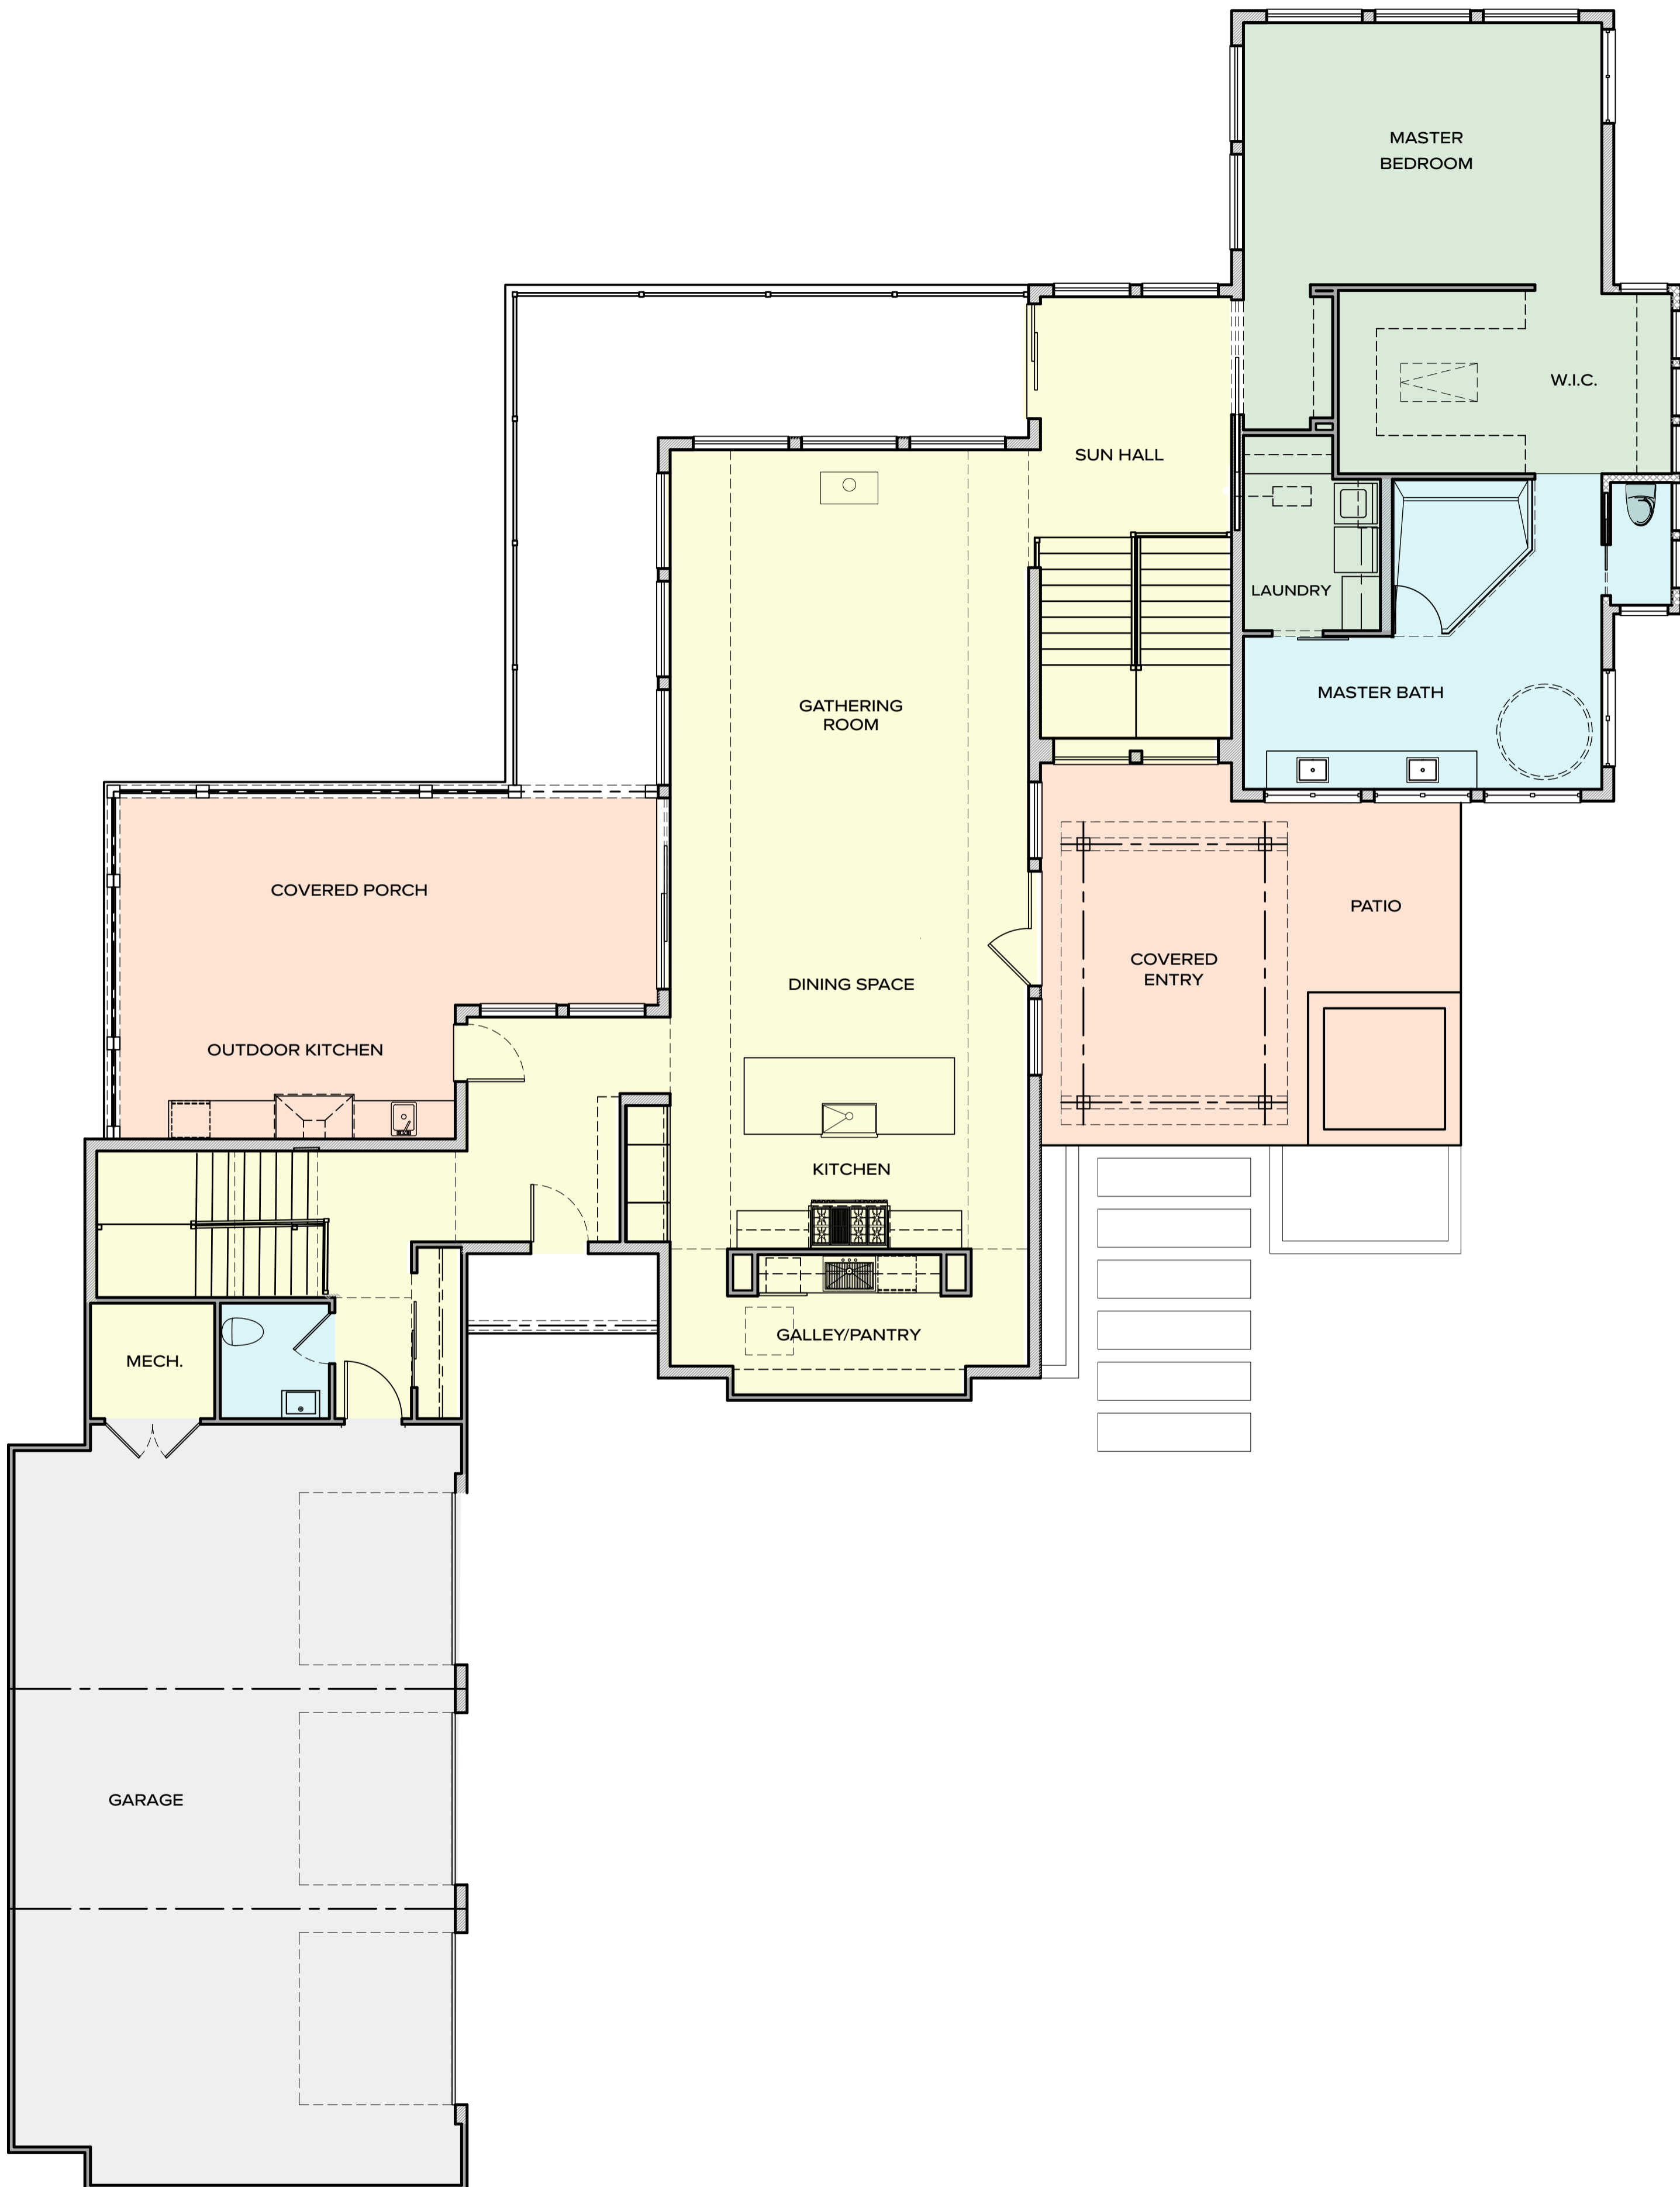 MASTER
BEDROOM
W.I.C.
SUN HALL
LAUNDRY
MASTER BATH
GATHERING
ROOM
COVERED PORCH
PATIO
COVERED
ENTRY
DINING SPACE
OUTDOOR KITCHEN
KITCHEN
GALLEY/PANTRY
MECH.
GARAGE